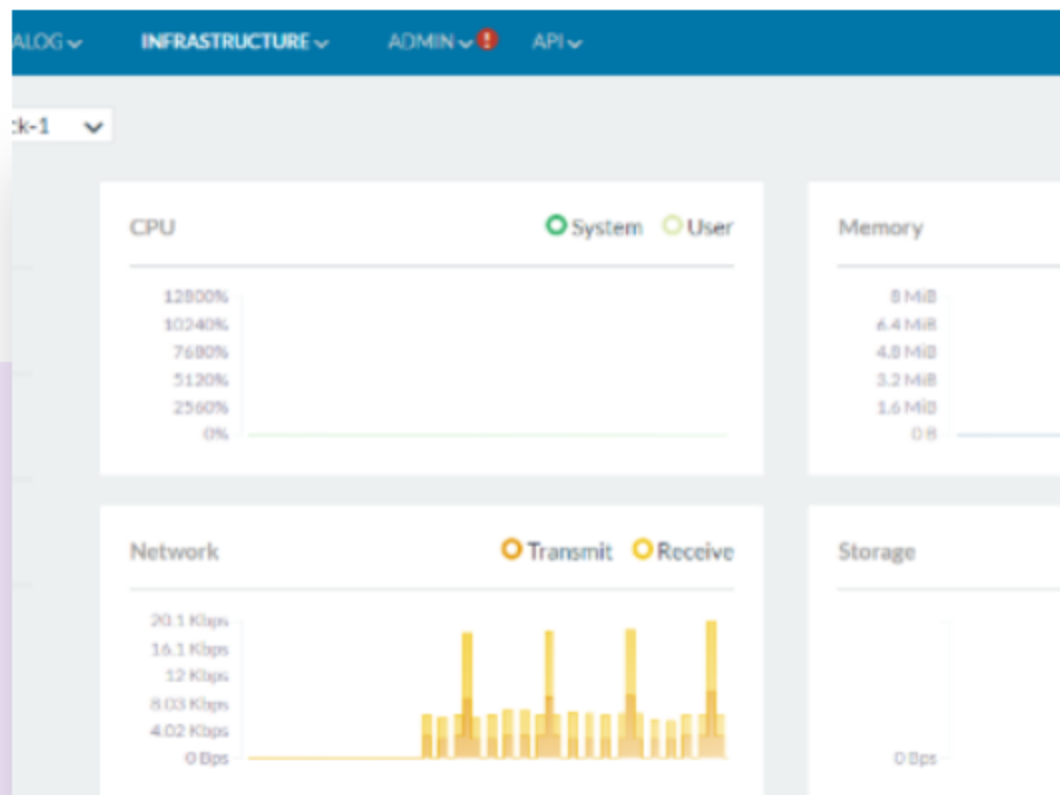 ALOG INFRASTRUCTURE ADMIN ! API
ck-1
CPU System User
12800%
10240%
7680%
5120%
2560%
0%
Memory
8 MiB
6.4 MiB
4.8 MiB
3.2 MiB
1.6 MiB
0 B
Network Transmit Receive
20.1 Kbps
16.1 Kbps
12 Kbps
8.03 Kbps
4.02 Kbps
0 Bps
Storage
0 Bps